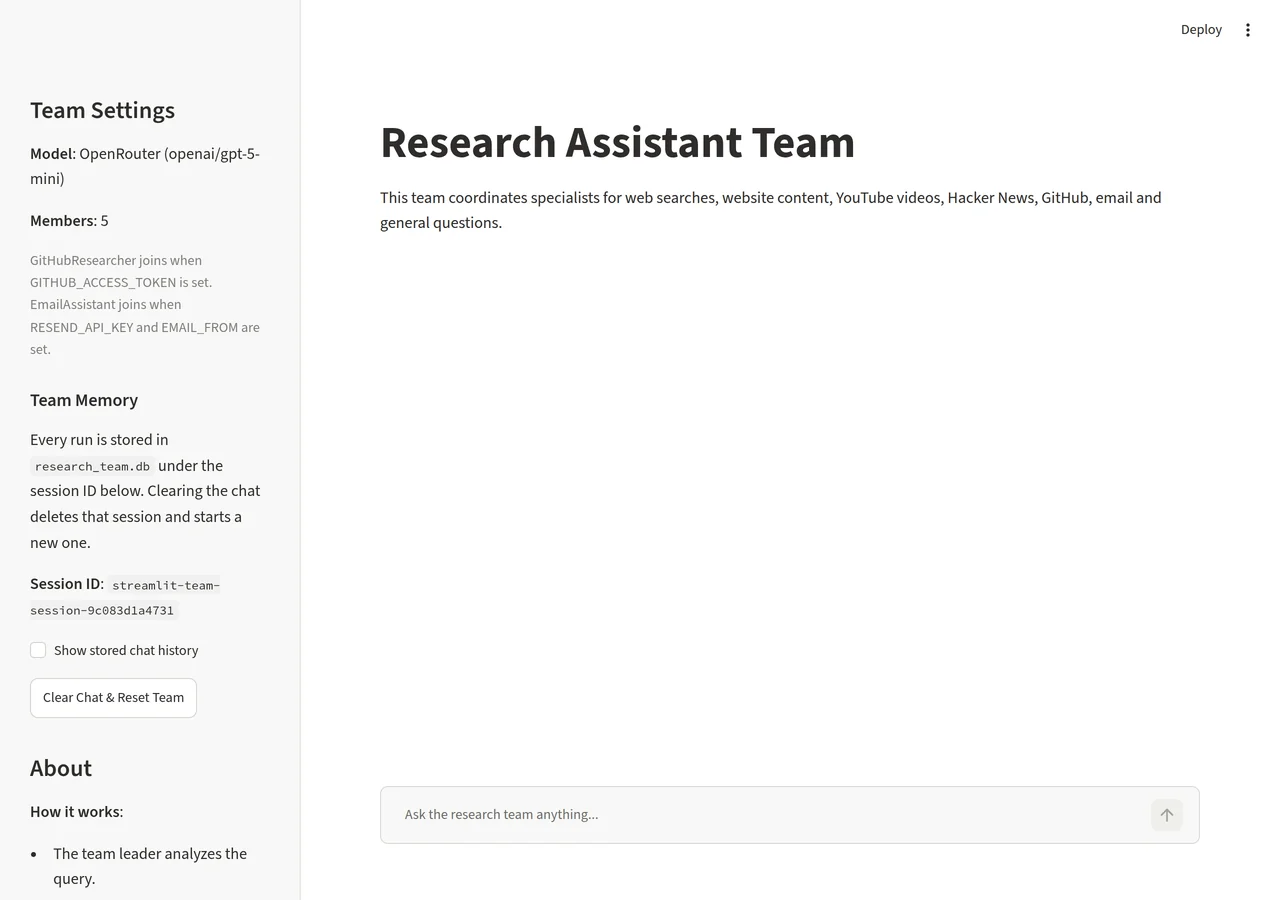 Deploy
Team Settings
Model: OpenRouter (openai/gpt-5-
mini)
Members: 5
GitHubResearcher joins when
GITHUB_ACCESS_TOKEN is set.
EmailAssistant joins when
RESEND_API_KEY and EMAIL_FROM are
set.
Team Memory
Every run is stored in
research_team.db under the
session ID below. Clearing the chat
deletes that session and starts a
new one.
Session ID: streamlit-team-
session-9c083d1a4731
Show stored chat history
Clear Chat & Reset Team
About
How it works:
• The team leader analyzes the
query.
Research Assistant Team
This team coordinates specialists for web searches, website content, YouTube videos, Hacker News, GitHub, email and
general questions.
Ask the research team anything...